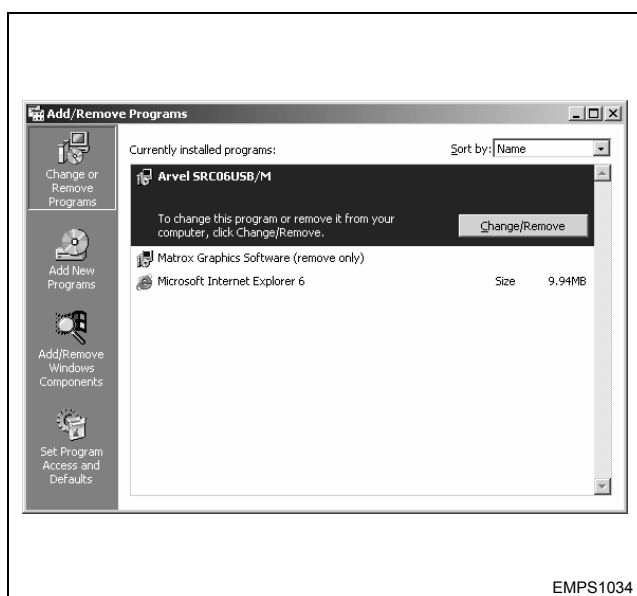 Add/Remove Programs
Change or
Remove
Programs
Add New
Programs
Add/Remove
Windows
Components
Set Program
Access and
Defaults
Currently installed programs:
Sort by: Name
Arvel SRC06USB/M
To change this program or remove it from your
computer, click Change/Remove.
Change/Remove
Matrox Graphics Software (remove only)
Microsoft Internet Explorer 6 Size 9.94MB
EMPS1034